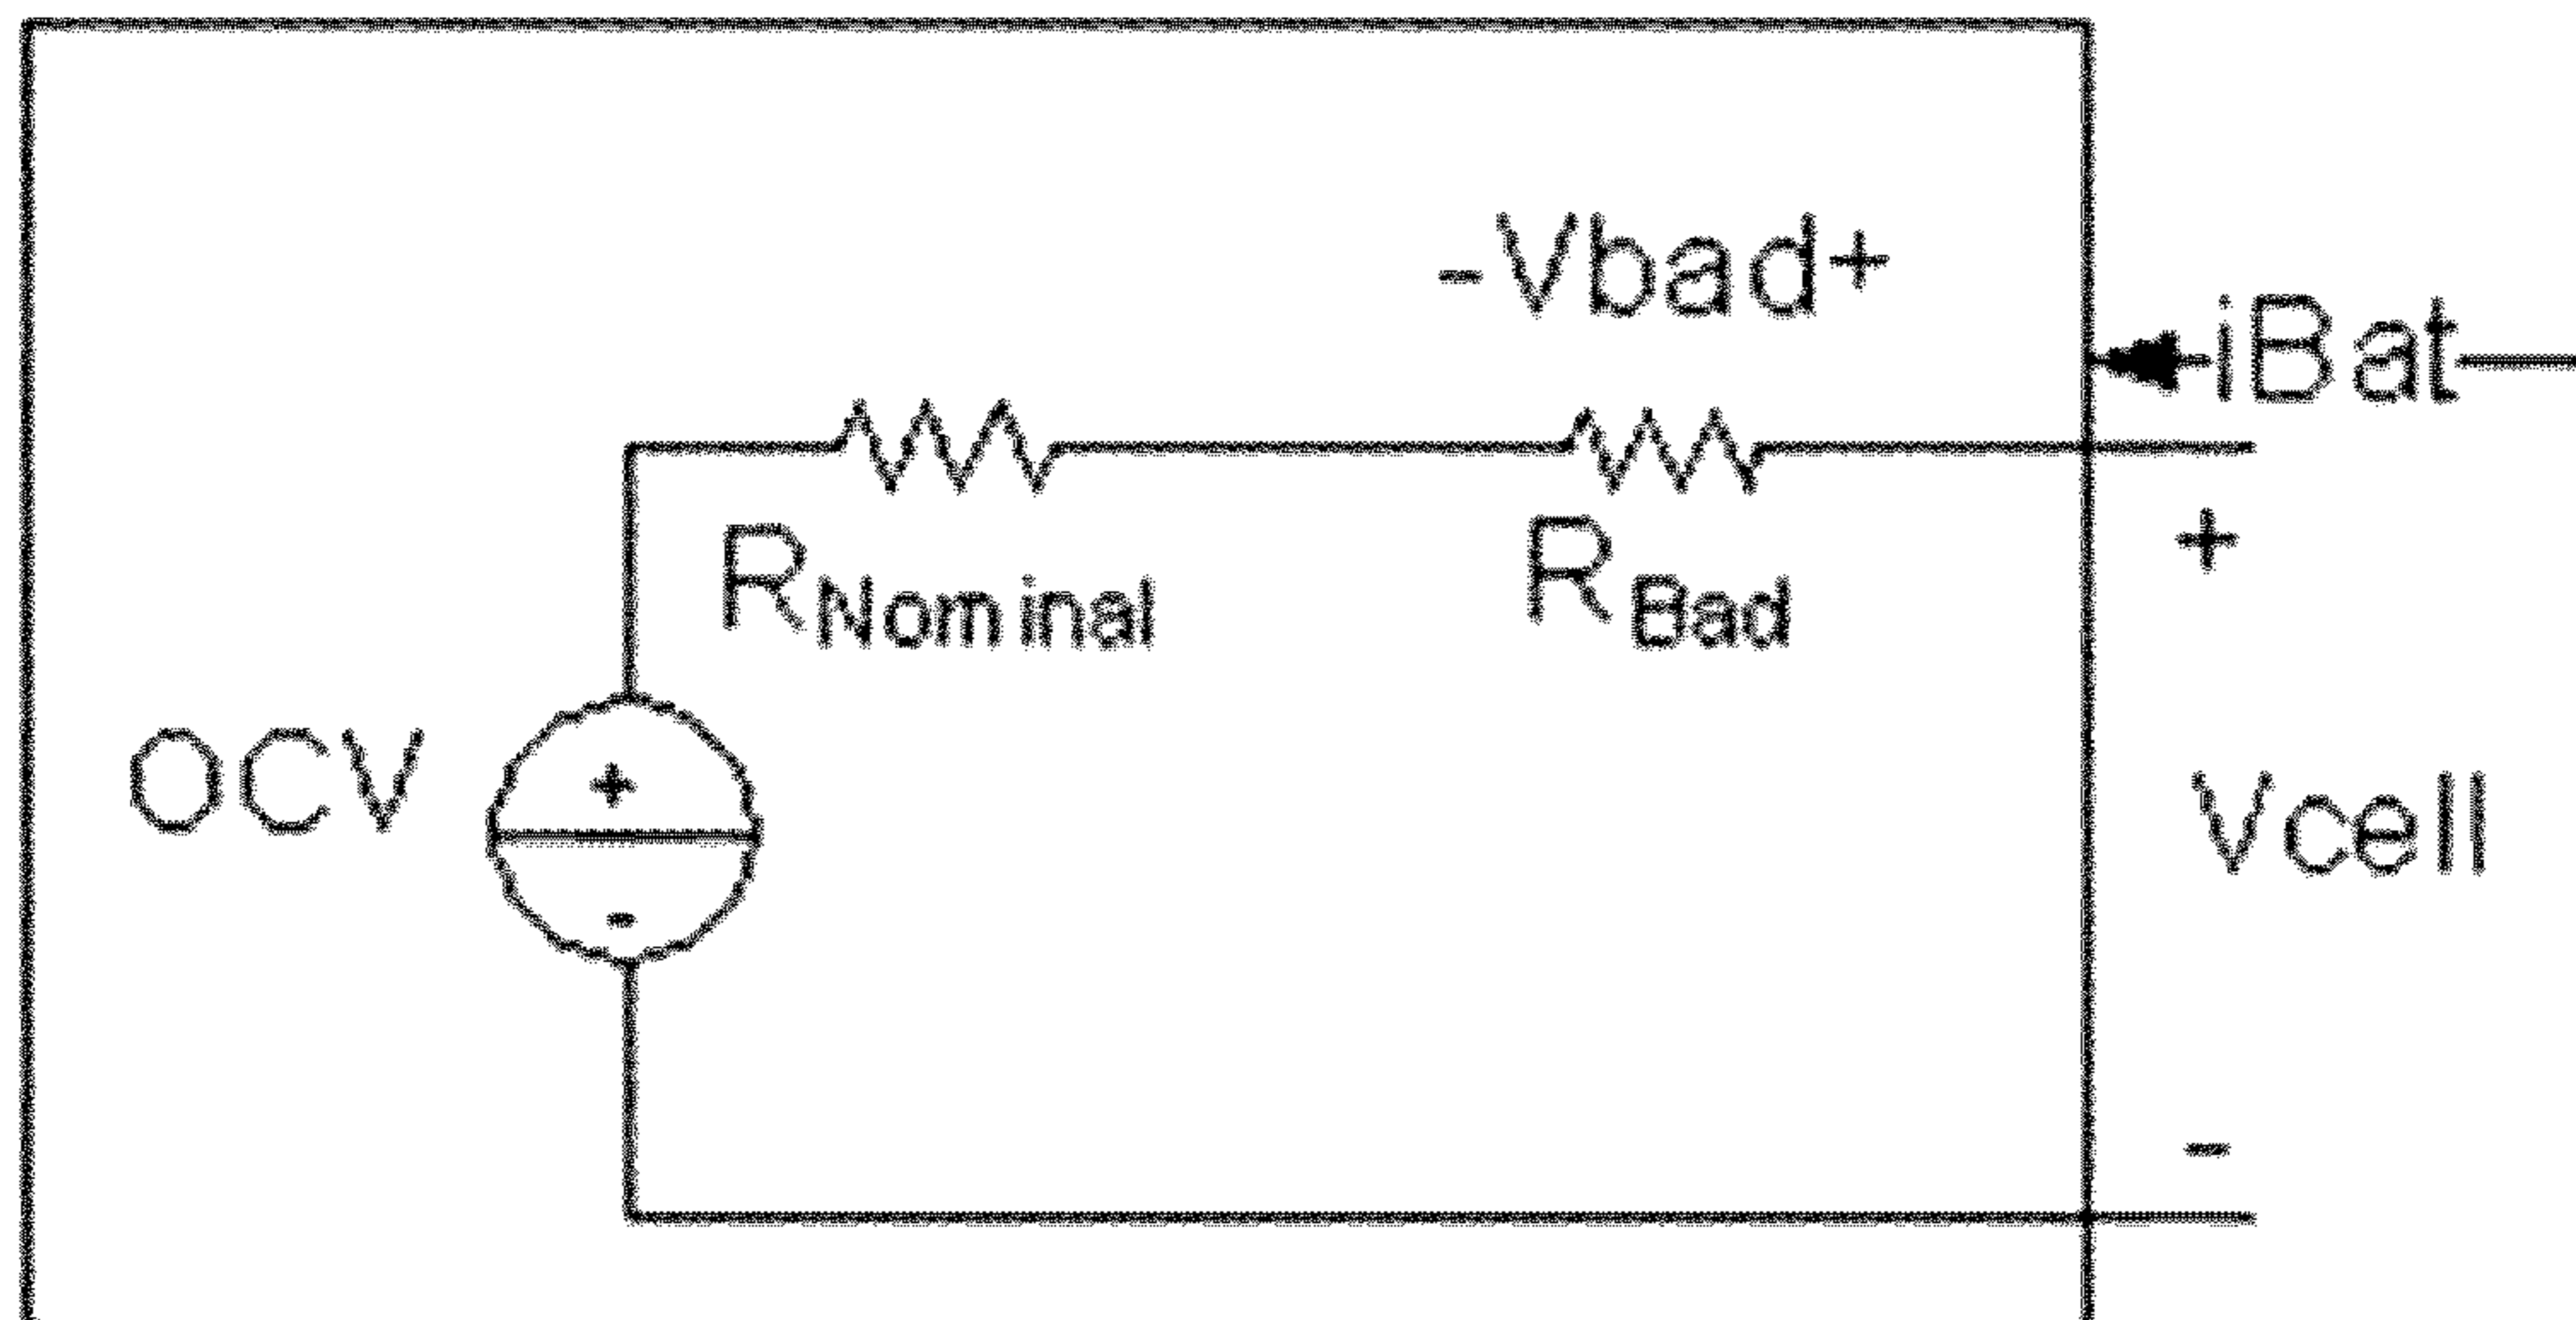 -Vbad+
iBat
RNominal
RBad
+
OCV
+
Vcell
-
-